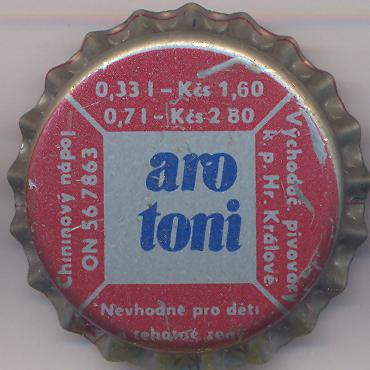 0,33 l – Kčs 1,60
0,7 l – Kčs 2 80
aro
toni
Chininový nápoj
ON 56 7863
Východoč. pivovary
k. p. Hr. Králové
Nevhodné pro děti
těhotné ženy